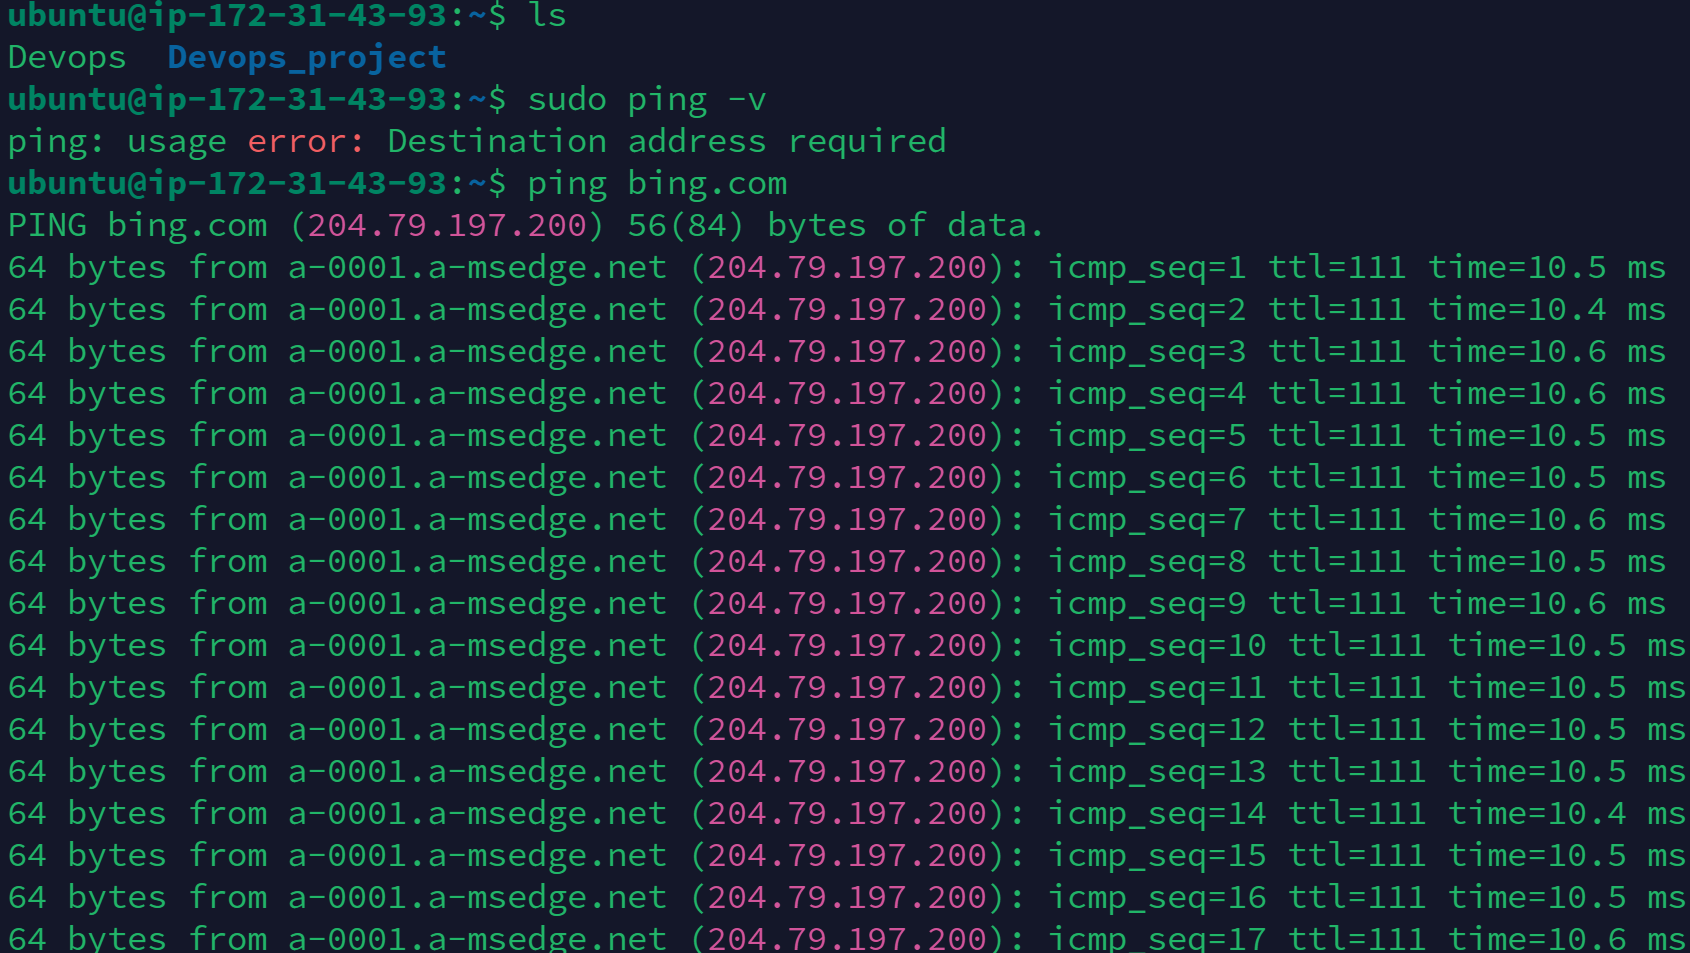 ubuntu@ip-172-31-43-93:~$ ls
Devops  Devops_project
ubuntu@ip-172-31-43-93:~$ sudo ping -v
ping: usage error: Destination address required
ubuntu@ip-172-31-43-93:~$ ping bing.com
PING bing.com (204.79.197.200) 56(84) bytes of data.
64 bytes from a-0001.a-msedge.net (204.79.197.200): icmp_seq=1 ttl=111 time=10.5 ms
64 bytes from a-0001.a-msedge.net (204.79.197.200): icmp_seq=2 ttl=111 time=10.4 ms
64 bytes from a-0001.a-msedge.net (204.79.197.200): icmp_seq=3 ttl=111 time=10.6 ms
64 bytes from a-0001.a-msedge.net (204.79.197.200): icmp_seq=4 ttl=111 time=10.6 ms
64 bytes from a-0001.a-msedge.net (204.79.197.200): icmp_seq=5 ttl=111 time=10.5 ms
64 bytes from a-0001.a-msedge.net (204.79.197.200): icmp_seq=6 ttl=111 time=10.5 ms
64 bytes from a-0001.a-msedge.net (204.79.197.200): icmp_seq=7 ttl=111 time=10.6 ms
64 bytes from a-0001.a-msedge.net (204.79.197.200): icmp_seq=8 ttl=111 time=10.5 ms
64 bytes from a-0001.a-msedge.net (204.79.197.200): icmp_seq=9 ttl=111 time=10.6 ms
64 bytes from a-0001.a-msedge.net (204.79.197.200): icmp_seq=10 ttl=111 time=10.5 ms
64 bytes from a-0001.a-msedge.net (204.79.197.200): icmp_seq=11 ttl=111 time=10.5 ms
64 bytes from a-0001.a-msedge.net (204.79.197.200): icmp_seq=12 ttl=111 time=10.5 ms
64 bytes from a-0001.a-msedge.net (204.79.197.200): icmp_seq=13 ttl=111 time=10.5 ms
64 bytes from a-0001.a-msedge.net (204.79.197.200): icmp_seq=14 ttl=111 time=10.4 ms
64 bytes from a-0001.a-msedge.net (204.79.197.200): icmp_seq=15 ttl=111 time=10.5 ms
64 bytes from a-0001.a-msedge.net (204.79.197.200): icmp_seq=16 ttl=111 time=10.5 ms
64 bytes from a-0001.a-msedge.net (204.79.197.200): icmp_seq=17 ttl=111 time=10.6 ms